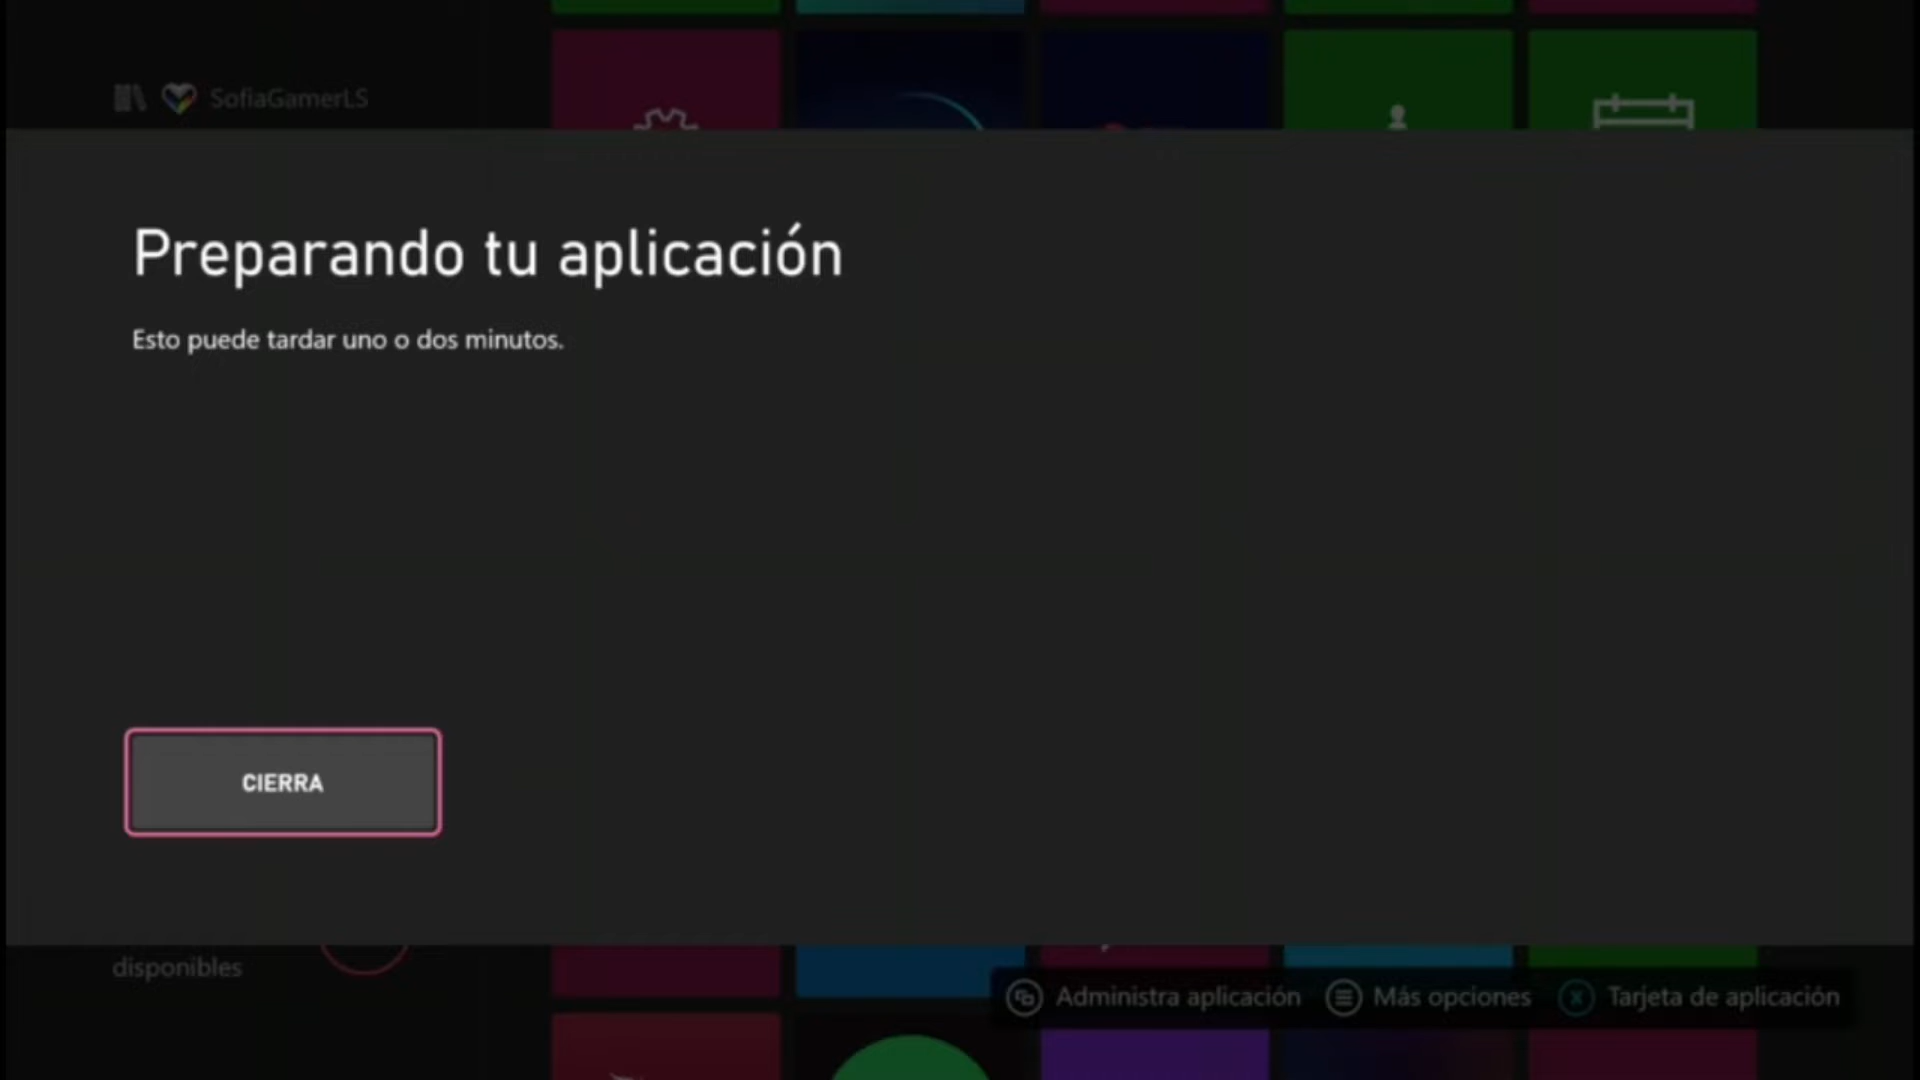 SofiaGamerLS
Preparando tu aplicación
Esto puede tardar uno o dos minutos.
CIERRA
disponibles
Administra aplicación Más opciones X Tarjeta de aplicación